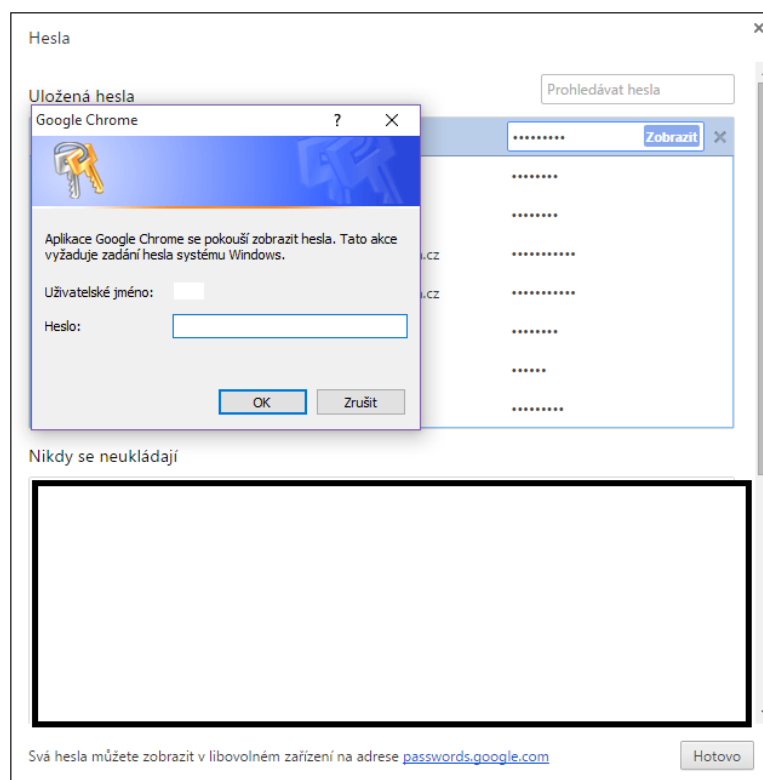 Hesla
Uložená hesla
Prohledávat hesla
Google Chrome
?
Zobrazit
Aplikace Google Chrome se pokouší zobrazit hesla. Tato akce
vyžaduje zadání hesla systému Windows.
Uživatelské jméno:
Heslo:
OK Zrušit
.cz
.cz
Nikdy se neukládají
Svá hesla můžete zobrazit v libovolném zařízení na adrese passwords.google.com
Hotovo